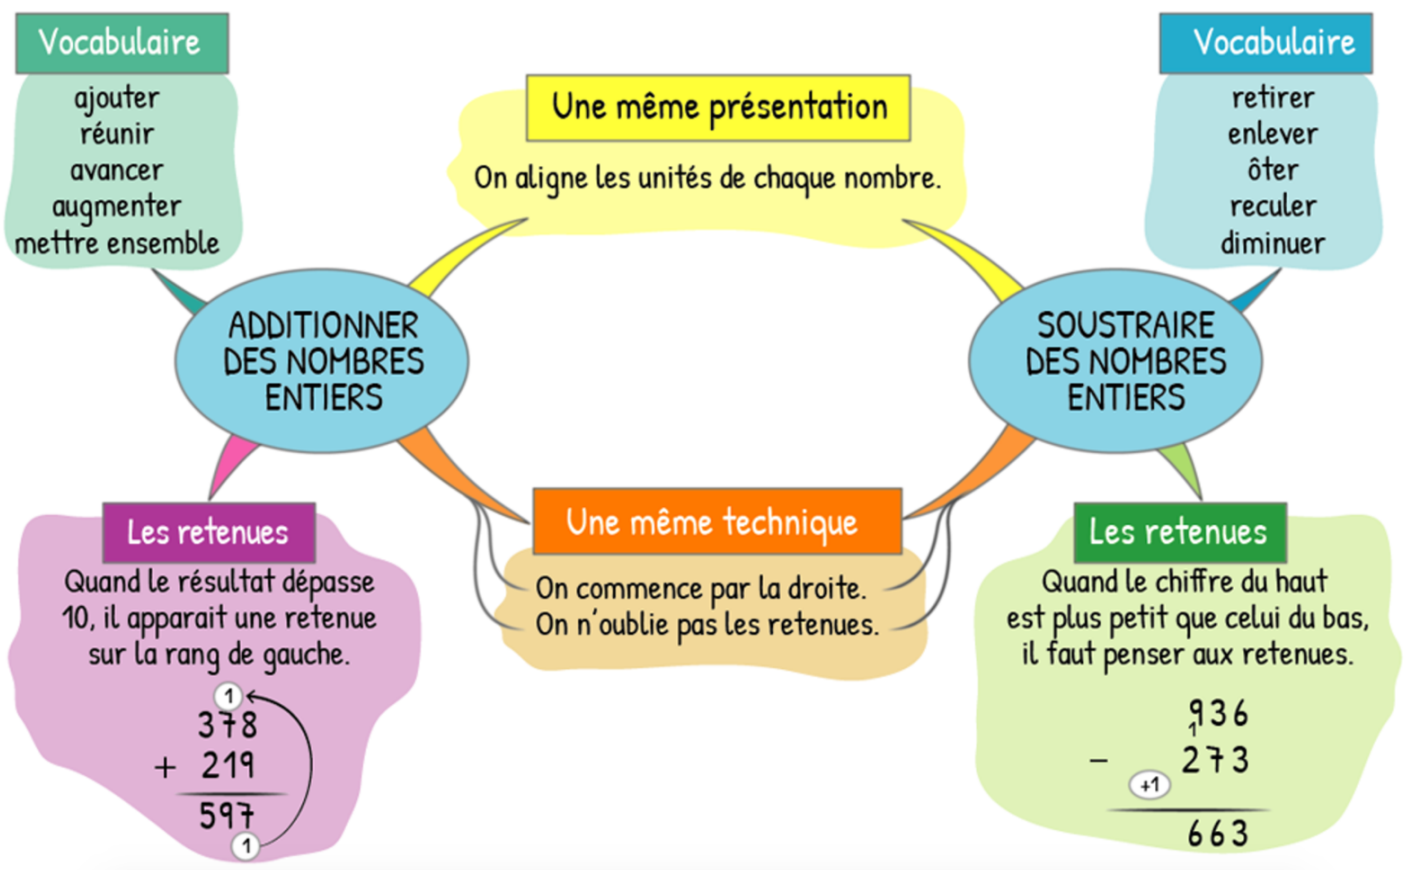 Vocabulaire
ajouter
réunir
avancer
augmenter
mettre ensemble
Une même présentation
On aligne les unités de chaque nombre.
Vocabulaire
retirer
enlever
ôter
reculer
diminuer
ADDITIONNER
DES NOMBRES
ENTIERS
SOUSTRAIRE
DES NOMBRES
ENTIERS
Les retenues
Quand le résultat dépasse
10, il apparait une retenue
sur la rang de gauche.
1
378
+ 219
597
1
Une même technique
On commence par la droite.
On n'oublie pas les retenues.
Les retenues
Quand le chiffre du haut
est plus petit que celui du bas,
il faut penser aux retenues.
936
1
- 273
+1
663